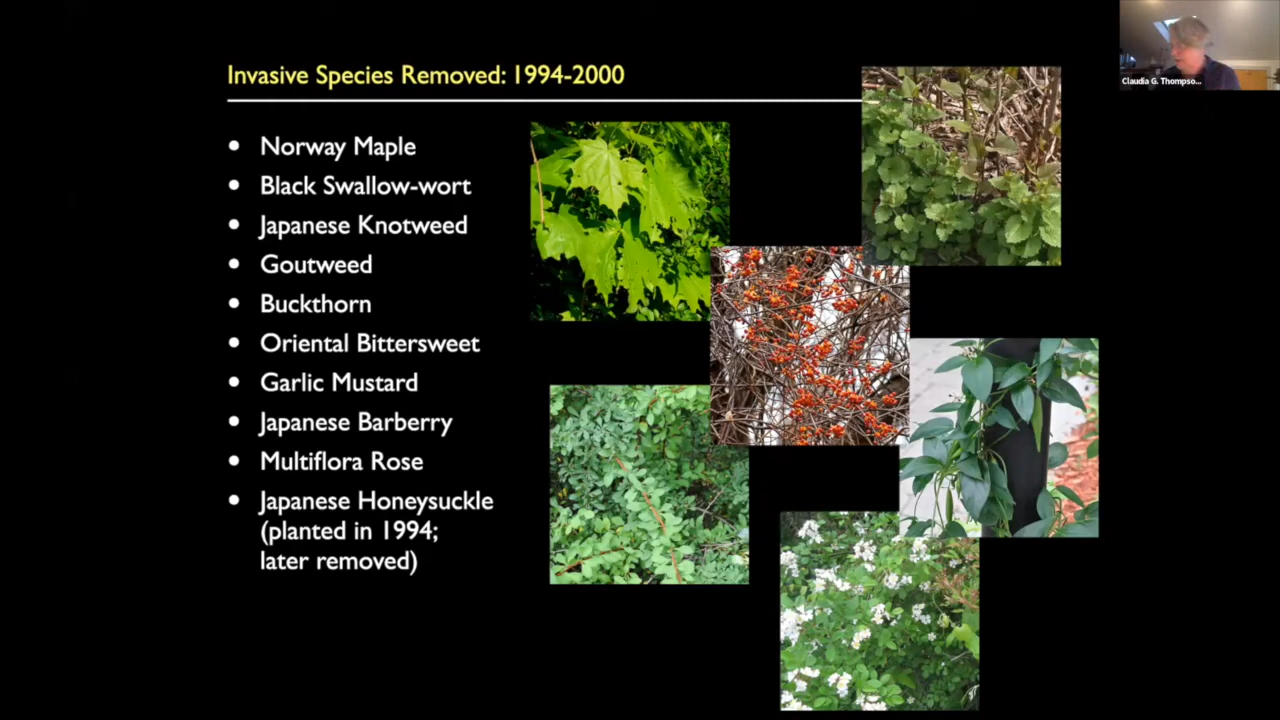 Invasive Species Removed: 1994-2000
• Norway Maple
• Black Swallow-wort
• Japanese Knotweed
• Goutweed
• Buckthorn
• Oriental Bittersweet
• Garlic Mustard
• Japanese Barberry
• Multiflora Rose
• Japanese Honeysuckle
(planted in 1994;
later removed)
Claudia G. Thompso...